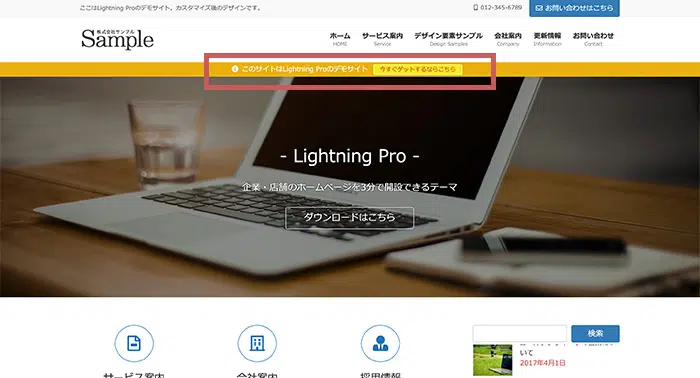 ここはLightning Proのデモサイト。カスタマイズ後のデザインです。
012-345-6789
お問い合わせはこちら
株式会社サンプル
Sample
ホーム サービス案内 デザイン要素サンプル 会社案内 更新情報 お問い合わせ
HOME Service Design Samples Company Information Contact
このサイトはLightning Proのデモサイト 今すぐゲットするならこちら
- Lightning Pro -
企業・店舗のホームページを3分で開設できるテーマ
ダウンロードはこちら
検索
いて
2017年4月1日
サービス案内 会社案内 採用情報